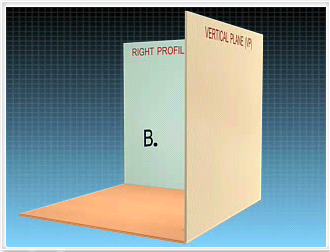 RIGHT PROFIL
VERTICAL PLANE (VP)
B.